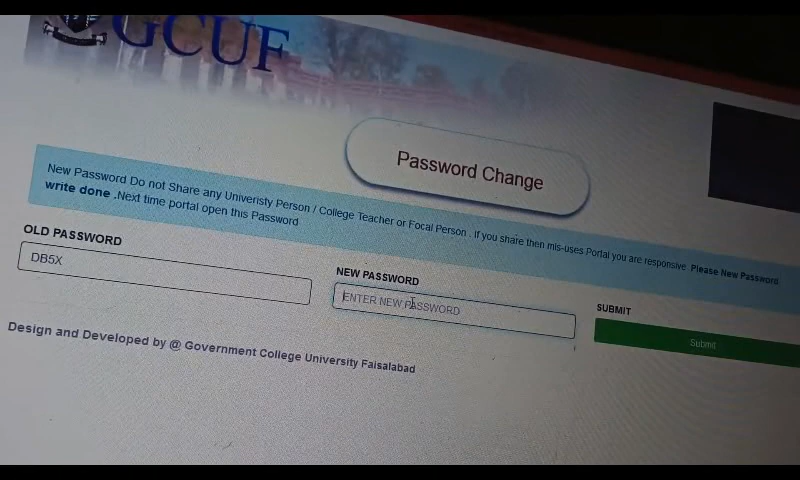 GCUF
Password Change
New Password Do not Share any Univeristy Person / College Teacher or Focal Person . If you share then mis-uses Portal you are responsive Please New Password
write done .Next time portal open this Password
OLD PASSWORD
DB5X
NEW PASSWORD
ENTER NEW PASSWORD
SUBMIT
Submit
Design and Developed by @ Government College University Faisalabad